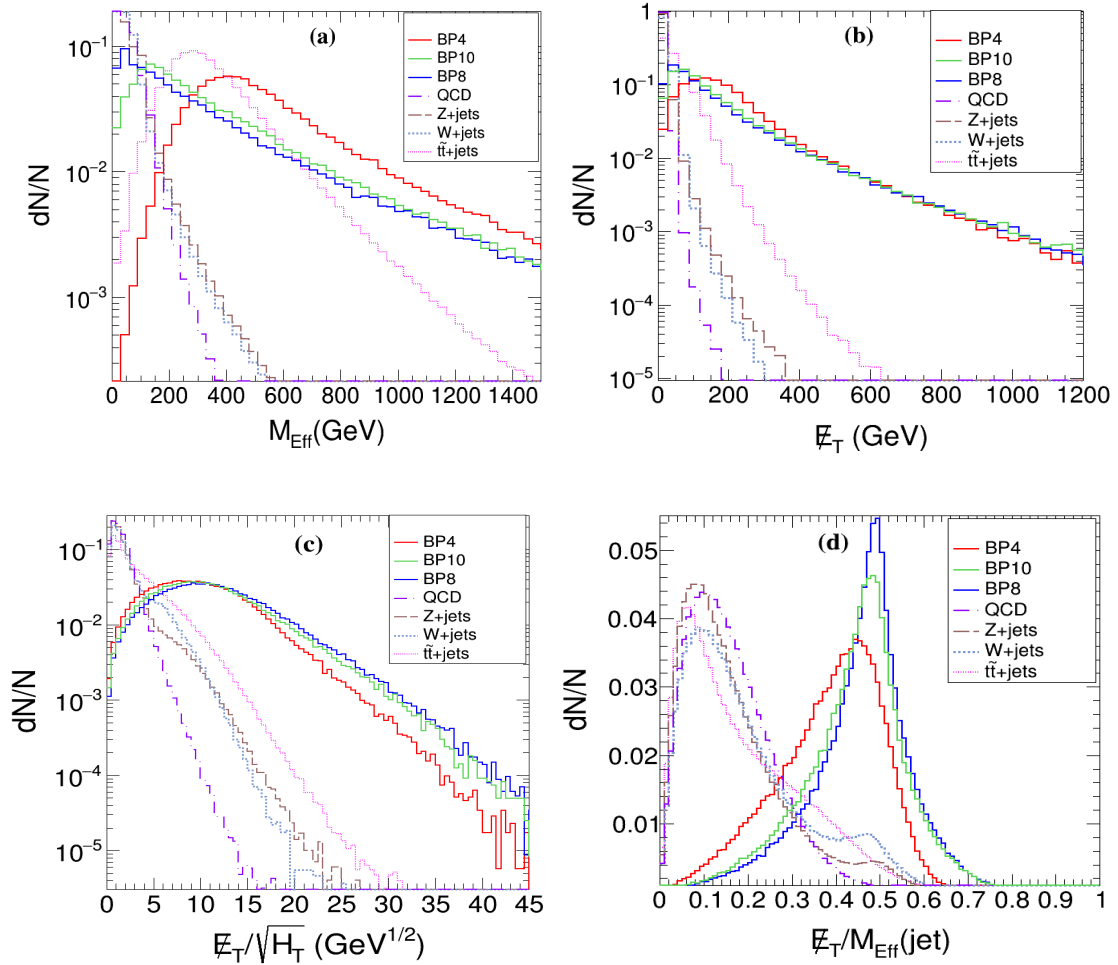 (a)
BP4
BP10
BP8
QCD
Z+jets
W+jets
tt̃+jets
10⁻¹
10⁻²
10⁻³
dN/N
0 200 400 600 800 1000 1200 1400
M_Eff(GeV)
(b)
BP4
BP10
BP8
QCD
Z+jets
W+jets
tt̃+jets
1
10⁻¹
10⁻²
10⁻³
10⁻⁴
10⁻⁵
dN/N
0 200 400 600 800 1000 1200
E̸_T (GeV)
(c)
BP4
BP10
BP8
QCD
Z+jets
W+jets
tt̃+jets
10⁻¹
10⁻²
10⁻³
10⁻⁴
10⁻⁵
dN/N
0 5 10 15 20 25 30 35 40 45
E̸_T/√H_T (GeV^1/2)
(d)
BP4
BP10
BP8
QCD
Z+jets
W+jets
tt̃+jets
0.05
0.04
0.03
0.02
0.01
dN/N
0 0.1 0.2 0.3 0.4 0.5 0.6 0.7 0.8 0.9 1
E̸_T/M_Eff(jet)